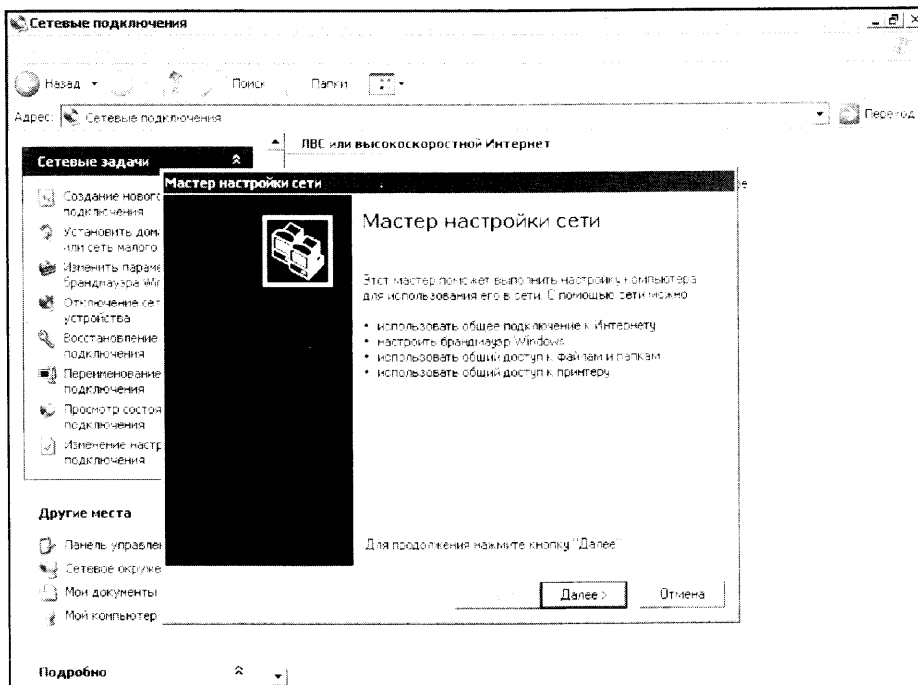 Сетевые подключения
Назад
Поиск
Папки
Адрес:
Сетевые подключения
Переход
ЛВС или высокоскоростной Интернет
Сетевые задачи
Создание нового
подключения
Установить дом
или сеть малого
Изменить параме
брандмауэра Wir
Отключение сет
устройства
Восстановление
подключения
Переименование
подключения
Просмотр состоя
подключения
Изменение настр
подключения
Другие места
Панель управлен
Сетевое окруже
Мои документы
Мой компьютер
Подробно
Мастер настройки сети
Мастер настройки сети
Этот мастер поможет выполнить настройку компьютера
для использования его в сети. С помощью сети можно
• использовать общее подключение к Интернету
• настроить брандмауэр Windows
• использовать общий доступ к файлам и папкам
• использовать общий доступ к принтеру
Для продолжения нажмите кнопку "Далее"
Далее >
Отмена